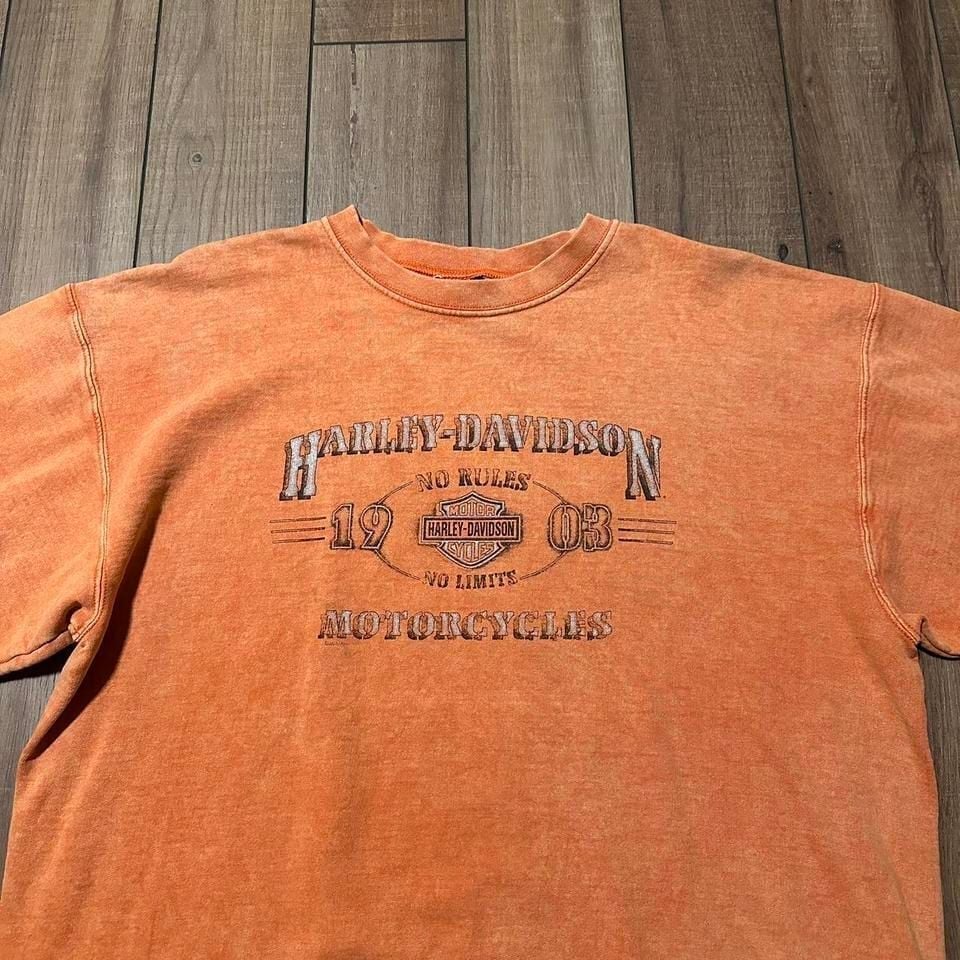 HARLEY-DAVIDSON
NO RULES
19 03
MOTOR
HARLEY-DAVIDSON
CYCLES
NO LIMITS
MOTORCYCLES